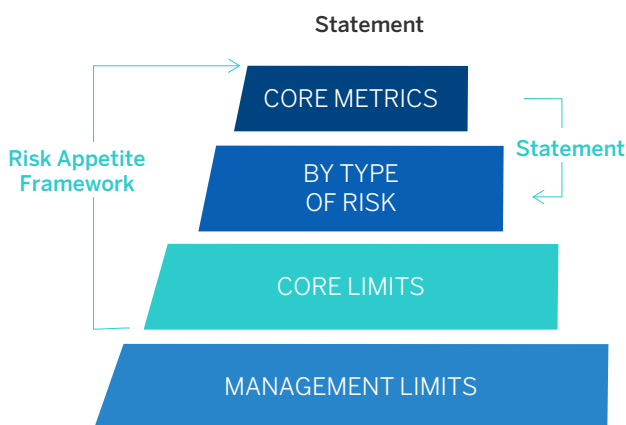 Statement
CORE METRICS
Risk Appetite
Framework
Statement
BY TYPE
OF RISK
CORE LIMITS
MANAGEMENT LIMITS